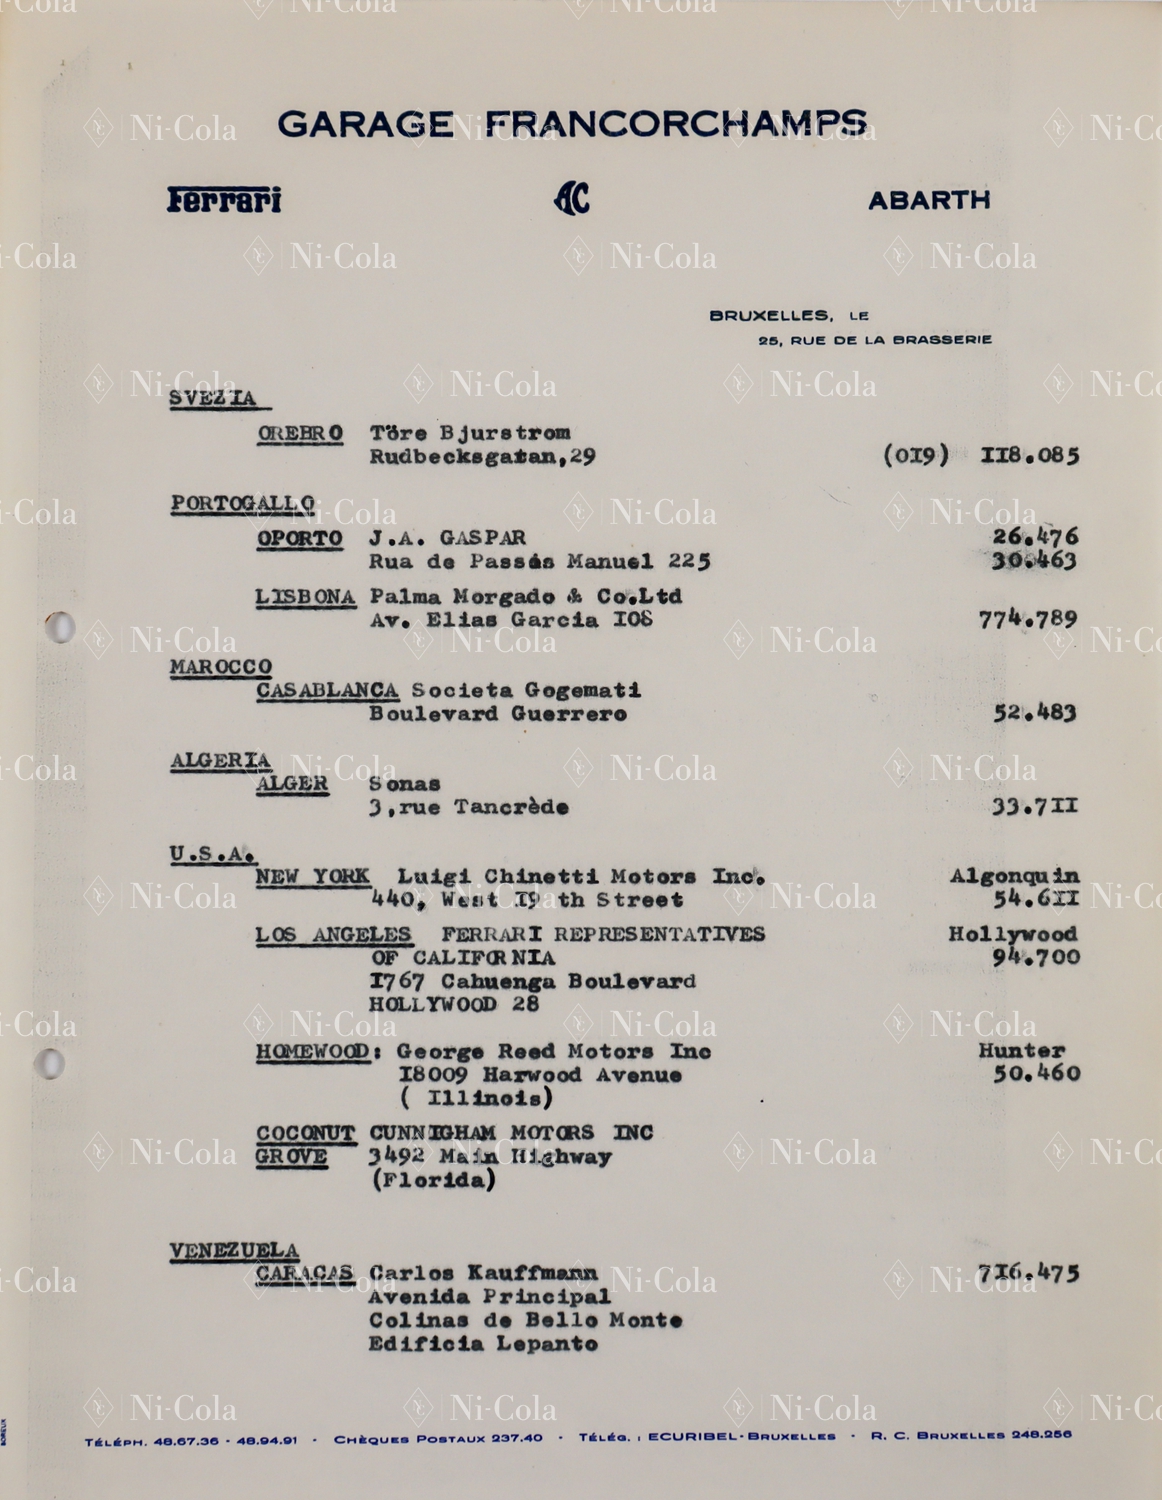 GARAGE FRANCORCHAMPS
Ferrari AC ABARTH
BRUXELLES, LE
25, RUE DE LA BRASSERIE
SVEZIA
OREBRO Töre Bjurstrom
Rudbecksgatan,29 (0I9) II8.085
PORTOGALLO
OPORTO J.A. GASPAR 26.476
Rua de Passás Manuel 225 30.463
LISBONA Palma Morgado & Co.Ltd
Av. Elias Garcia I08 774.789
MAROCCO
CASABLANCA Societa Gogemati
Boulevard Guerrero 52.483
ALGERIA
ALGER Sonas
3,rue Tancrède 33.7II
U.S.A.
NEW YORK Luigi Chinetti Motors Inc. Algonquin
440, West I9 th Street 54.6II
LOS ANGELES FERRARI REPRESENTATIVES Hollywood
OF CALIFORNIA 94.700
I767 Cahuenga Boulevard
HOLLYWOOD 28
HOMEWOOD: George Reed Motors Inc Hunter
I8009 Harwood Avenue 50.460
( Illinois)
COCONUT CUNNIGHAM MOTORS INC
GROVE 3492 Main Highway
(Florida)
VENEZUELA
CARACAS Carlos Kauffmann 7I6.475
Avenida Principal
Colinas de Bello Monte
Edificia Lepanto
TÉLÉPH. 48.67.36 - 48.94.91 · CHÈQUES POSTAUX 237.40 · TÉLÉG. : ECURIBEL-BRUXELLES · R. C. BRUXELLES 248.256
Ni-Cola